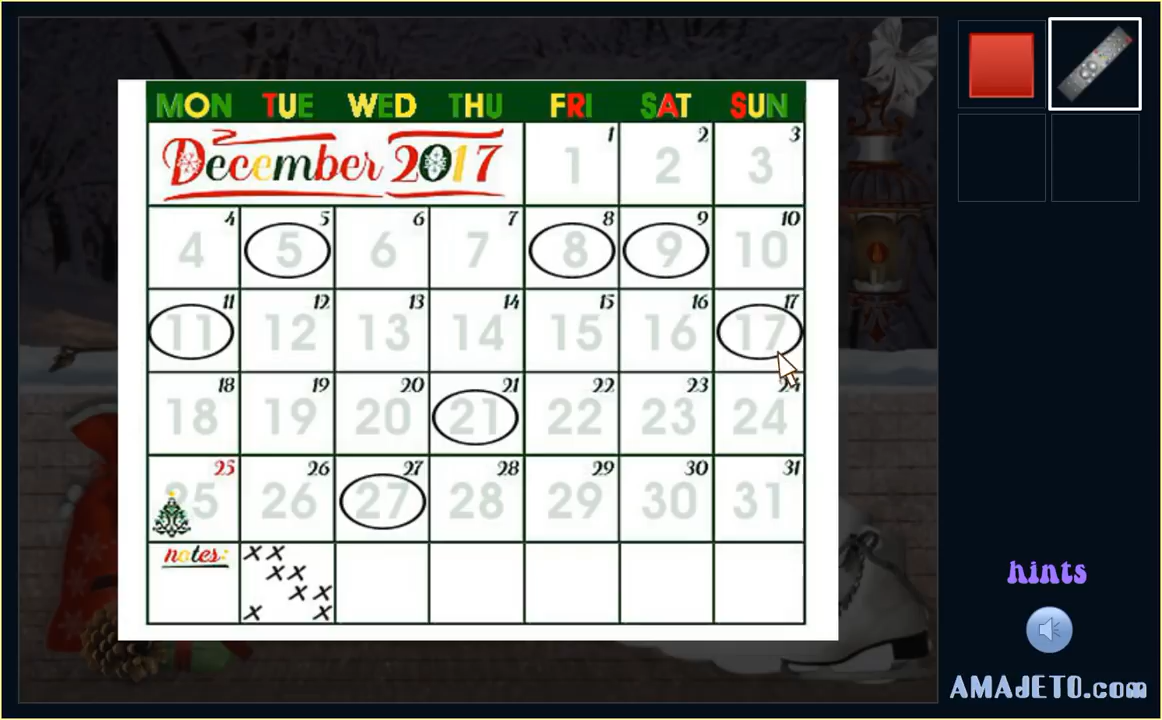 MON TUE WED THU FRI SAT SUN
December 2017
1 1 2 2 3 3
4 4 5 5 6 6 7 7 8 8 9 9 10 10
11 11 12 12 13 13 14 14 15 15 16 16 17 17
18 18 19 19 20 20 21 21 22 22 23 23 24 24
25 25 26 26 27 27 28 28 29 29 30 30 31 31
notes: X X
X X
X X
X X
hints
AMAJETO.com